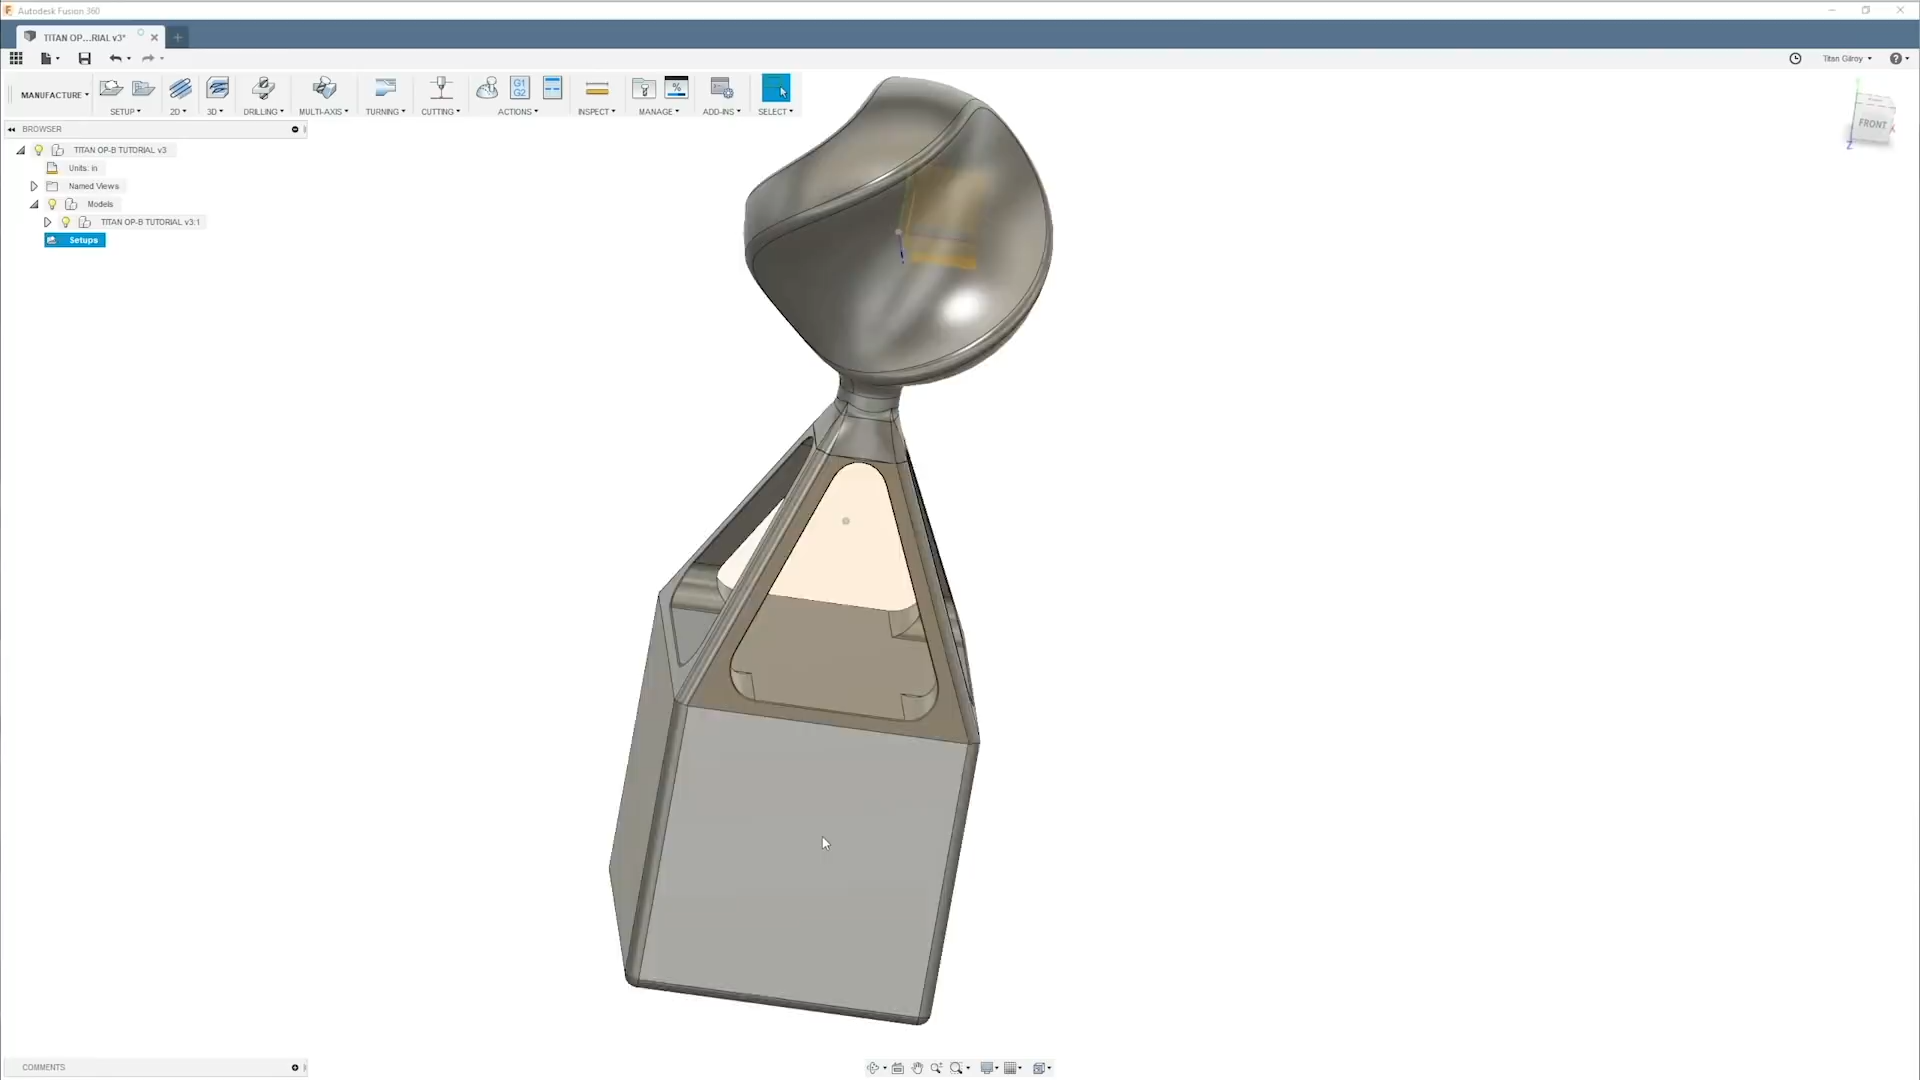 Autodesk Fusion 360
TITAN OP...RIAL v3*
Titan Gilroy
MANUFACTURE
G1
G2
%
SETUP
2D
3D
DRILLING
MULTI-AXIS
TURNING
CUTTING
ACTIONS
INSPECT
MANAGE
ADD-INS
SELECT
BROWSER
TITAN OP-B TUTORIAL v3
Units: in
Named Views
Models
TITAN OP-B TUTORIAL v3:1
Setups
FRONT
X
Z
COMMENTS